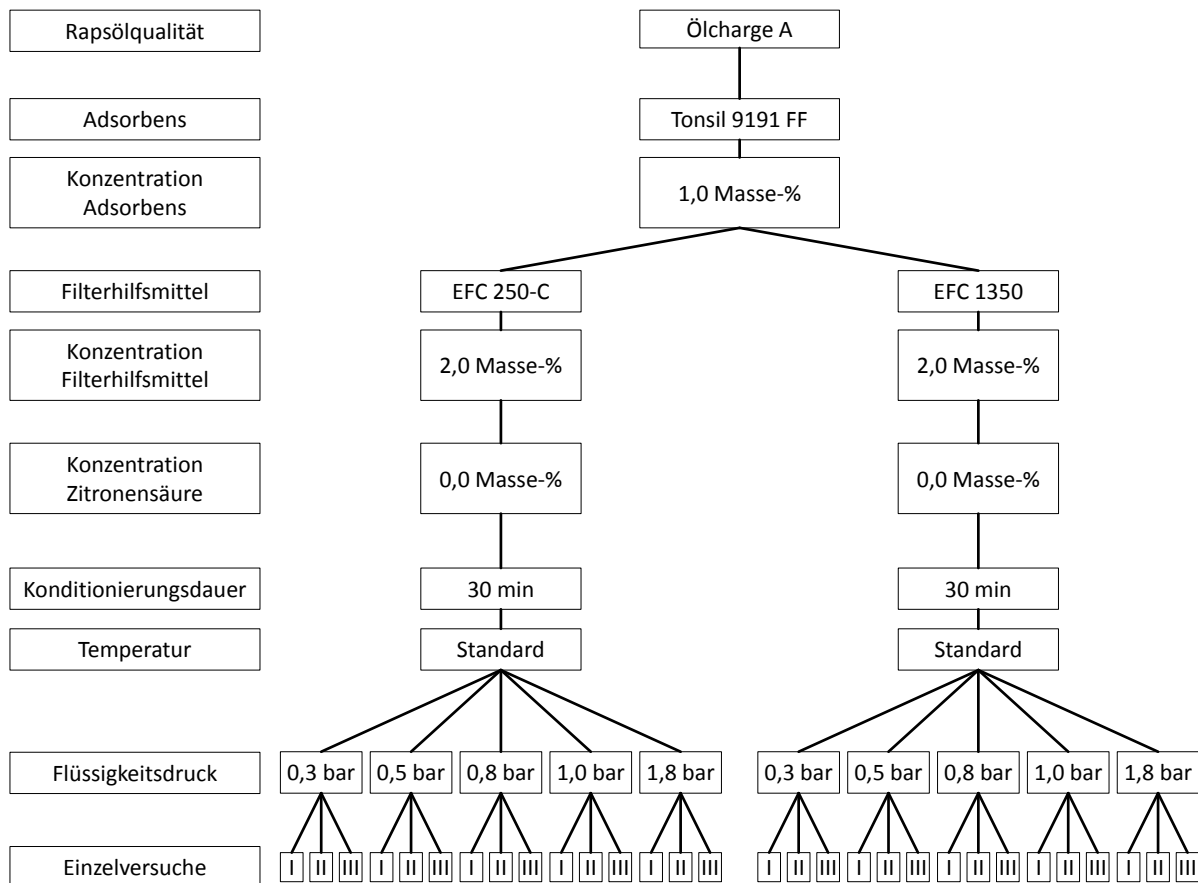 Rapsölqualität
Ölcharge A
Adsorbens
Tonsil 9191 FF
Konzentration
Adsorbens
1,0 Masse-%
Filterhilfsmittel
EFC 250-C
EFC 1350
Konzentration
Filterhilfsmittel
2,0 Masse-%
2,0 Masse-%
Konzentration
Zitronensäure
0,0 Masse-%
0,0 Masse-%
Konditionierungsdauer
30 min
30 min
Temperatur
Standard
Standard
Flüssigkeitsdruck
0,3 bar
0,5 bar
0,8 bar
1,0 bar
1,8 bar
0,3 bar
0,5 bar
0,8 bar
1,0 bar
1,8 bar
Einzelversuche
I II III I II III I II III I II III I II III
I II III I II III I II III I II III I II III